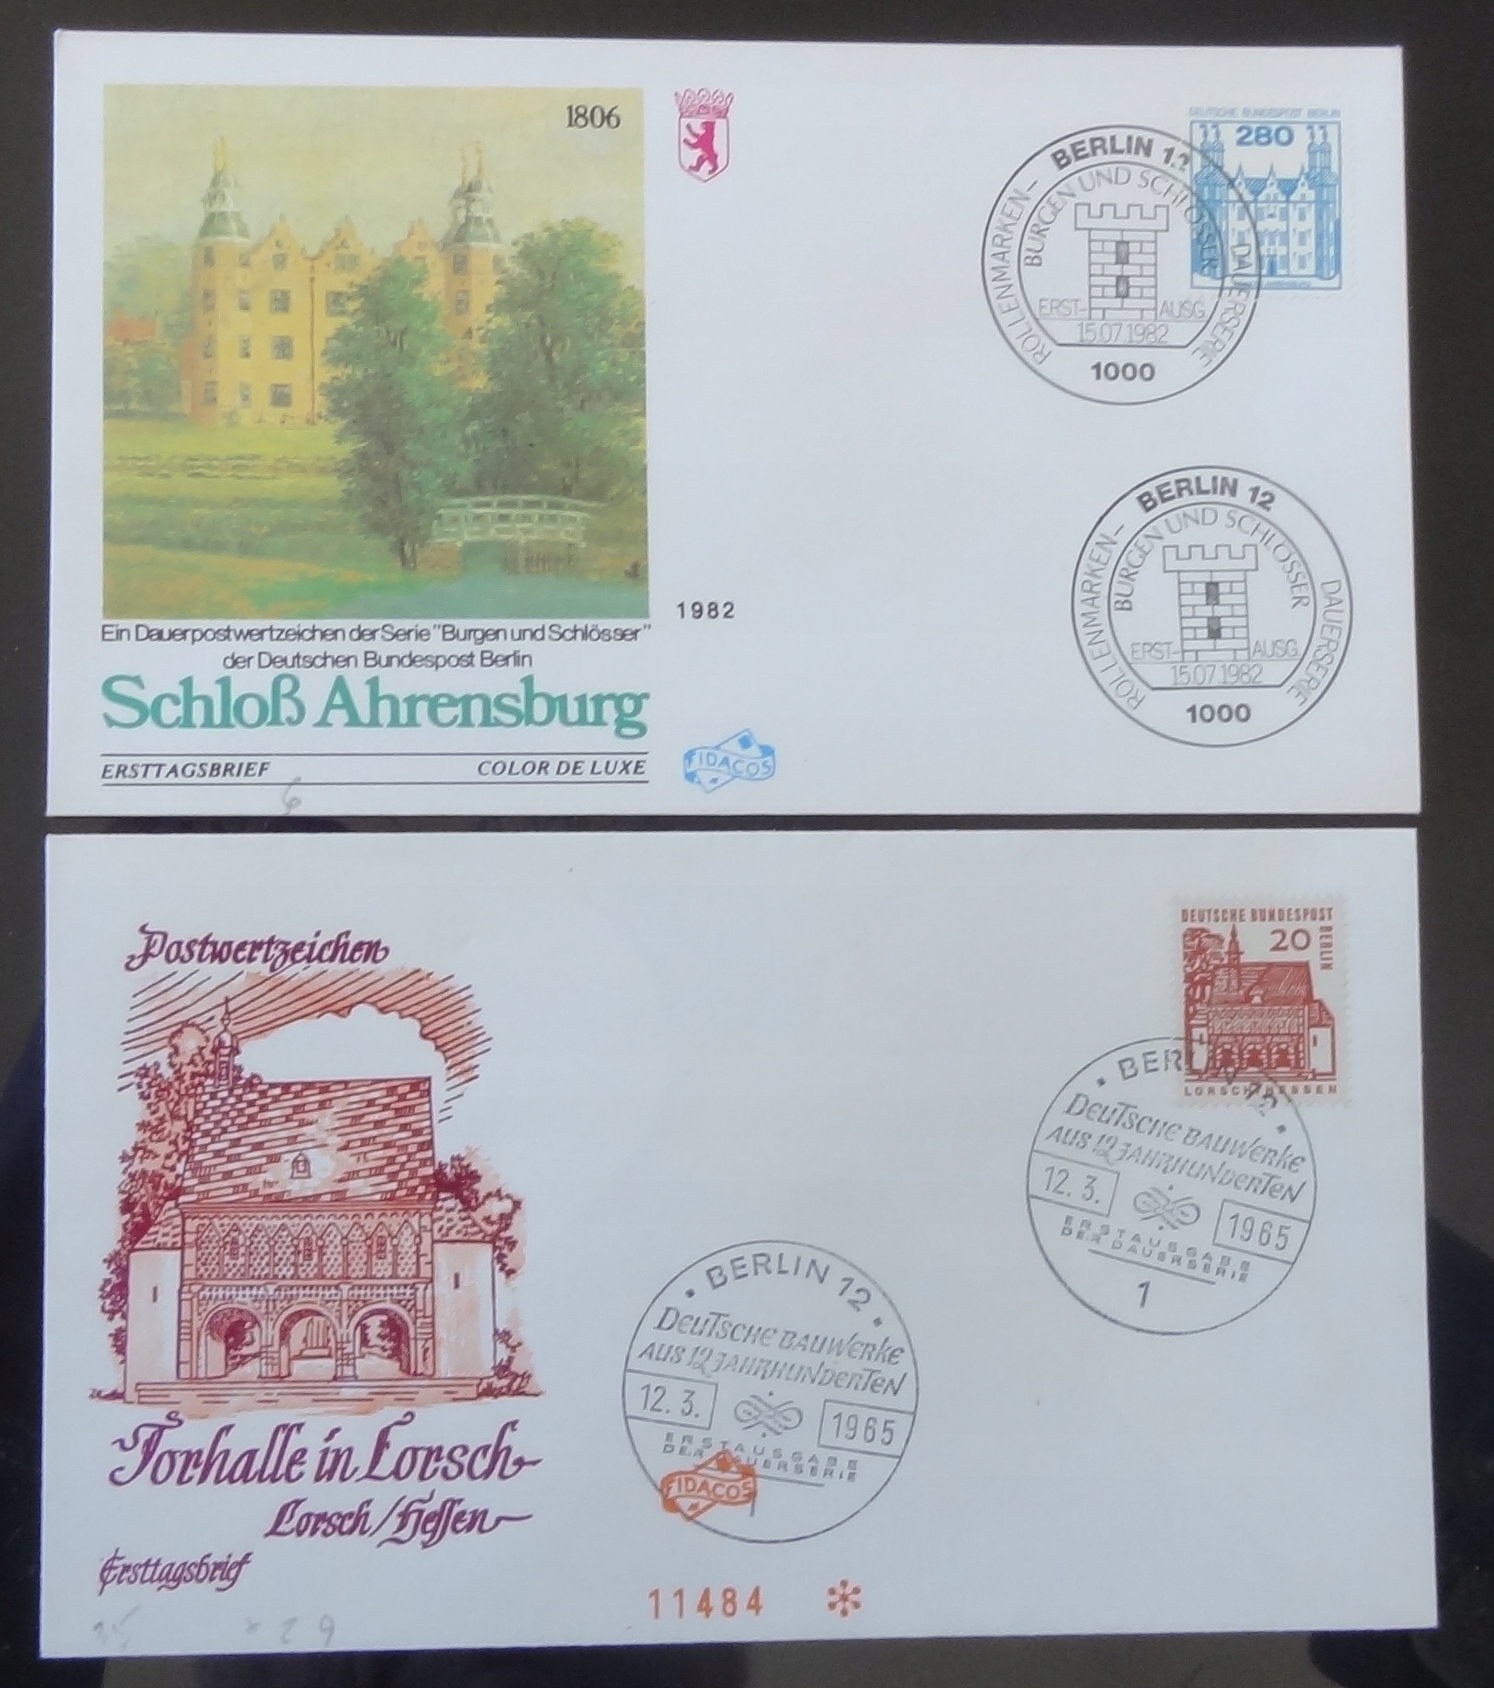 1806
Ein Dauerpostwertzeichen der Serie "Burgen und Schlösser"
der Deutschen Bundespost Berlin
Schloß Ahrensburg
ERSTTAGSBRIEF COLOR DE LUXE
1982
FIDACOS
DEUTSCHE BUNDESPOST BERLIN
280
BERLIN 12
ROLLENMARKEN- DAUERSERIE
BURGEN UND SCHLÖSSER
ERST- AUSG.
15.07.1982
1000
BERLIN 12
ROLLENMARKEN- DAUERSERIE
BURGEN UND SCHLÖSSER
ERST- AUSG.
15.07.1982
1000
Postwertzeichen
Torhalle in Lorsch
Lorsch/Hessen
Ersttagsbrief
DEUTSCHE BUNDESPOST
BERLIN
20
LORSCH/HESSEN
BERLIN 12
DEUTSCHE BAUWERKE
AUS 12 JAHRHUNDERTEN
12.3. 1965
ERSTAUSGABE
DER DAUERSERIE
1
BERLIN 12
DEUTSCHE BAUWERKE
AUS 12 JAHRHUNDERTEN
12.3. 1965
ERSTAUSGABE
DER DAUERSERIE
FIDACOS
11484 *